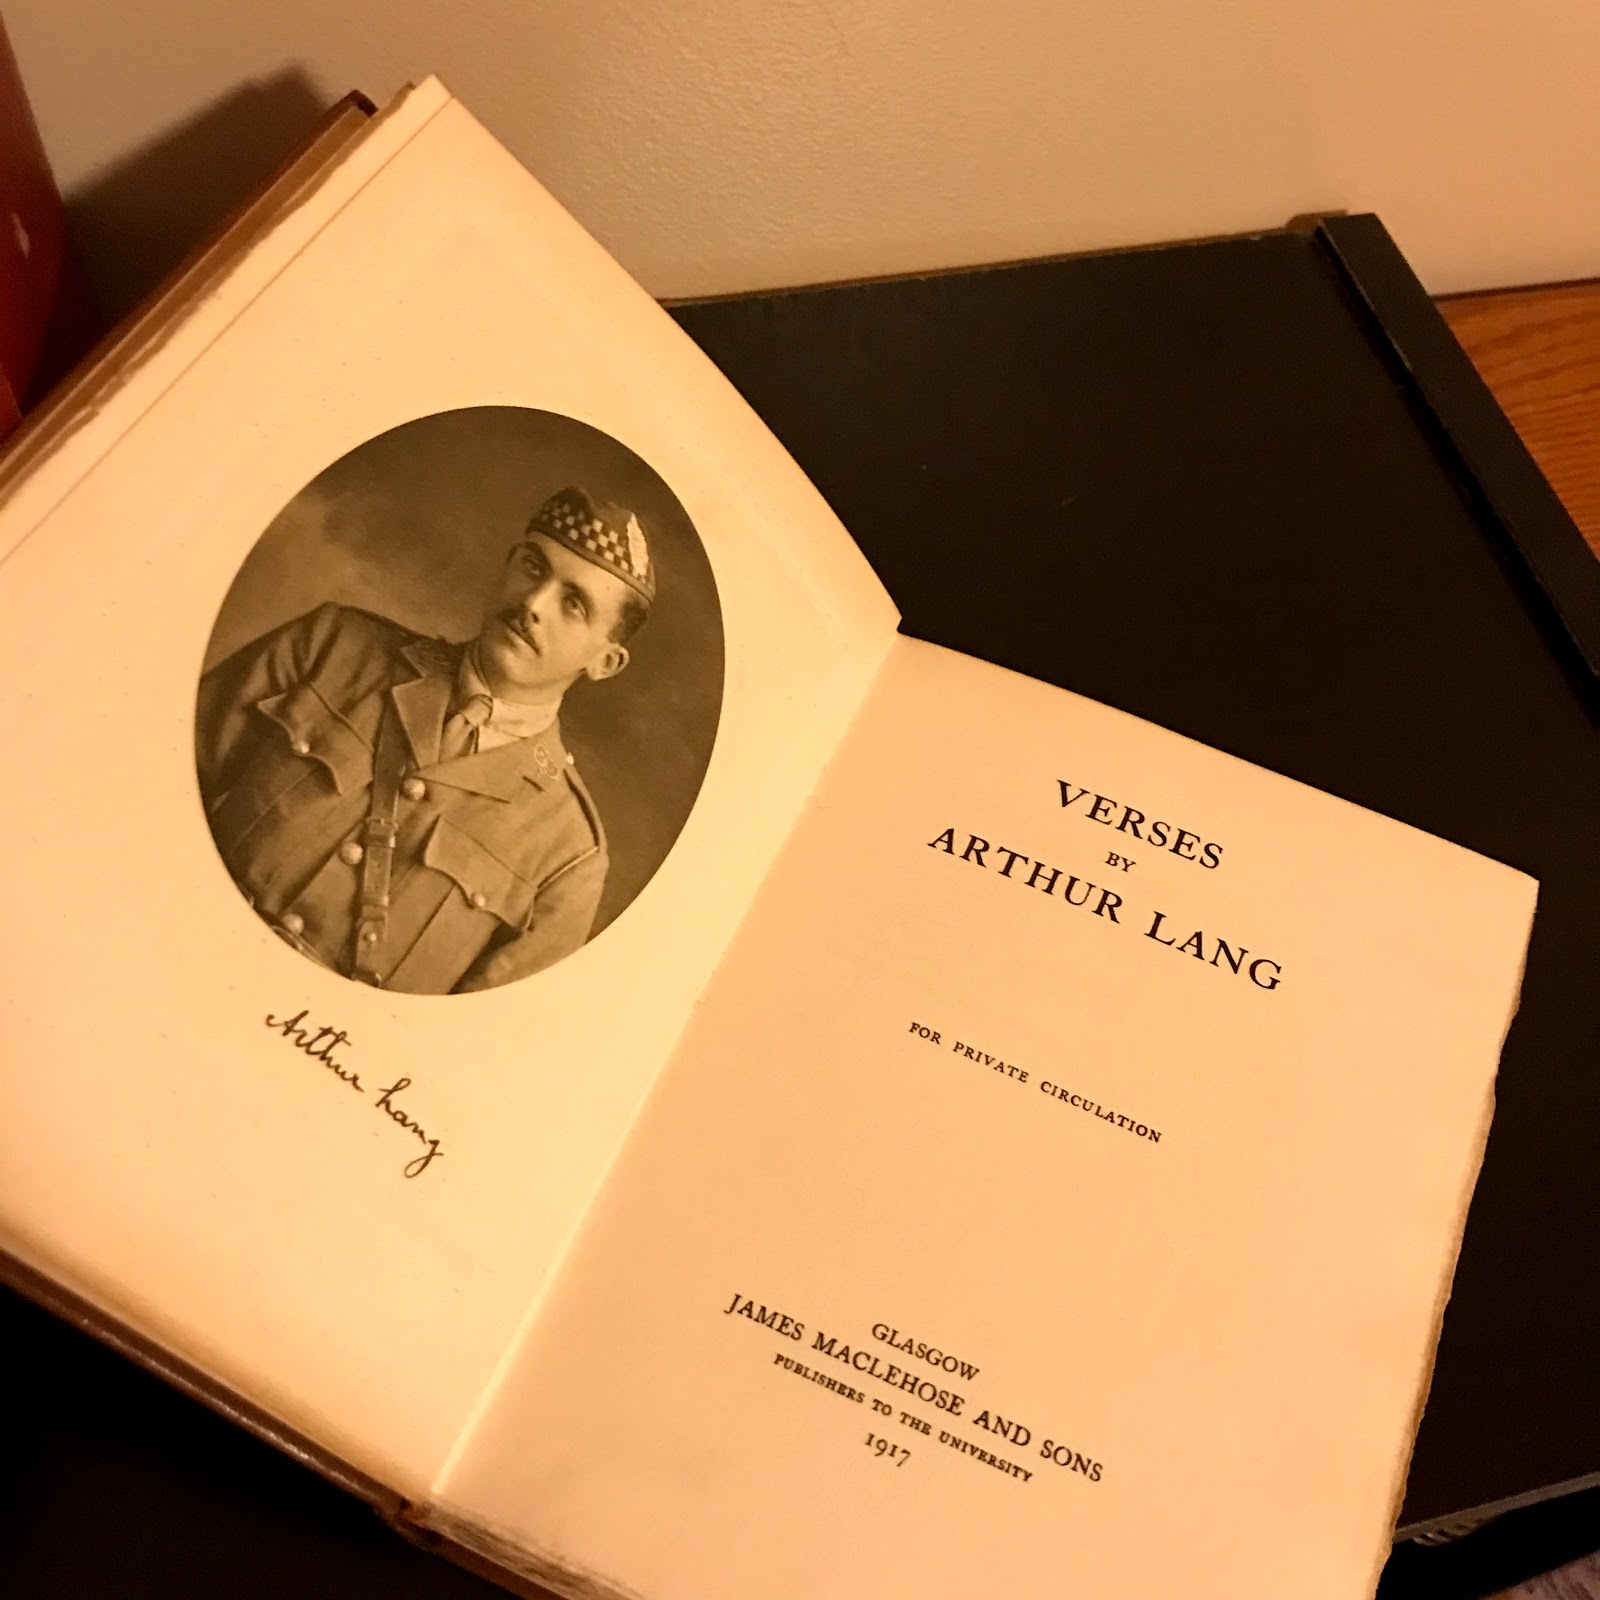 Arthur Lang
VERSES
BY
ARTHUR LANG
FOR PRIVATE CIRCULATION
GLASGOW
JAMES MACLEHOSE AND SONS
PUBLISHERS TO THE UNIVERSITY
1917